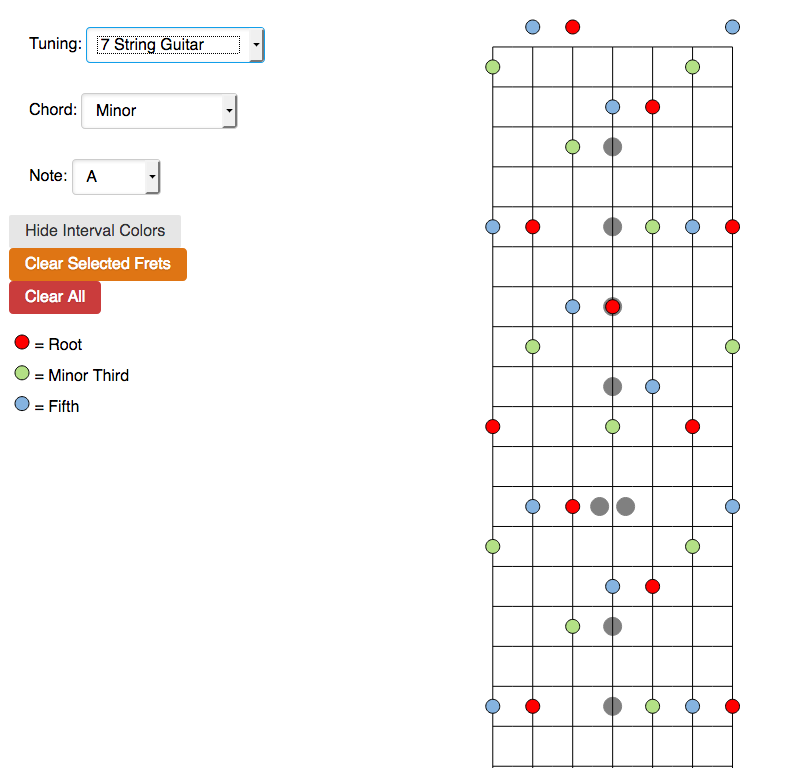 Tuning: 7 String Guitar
Chord: Minor
Note: A
Hide Interval Colors
Clear Selected Frets
Clear All
= Root
= Minor Third
= Fifth